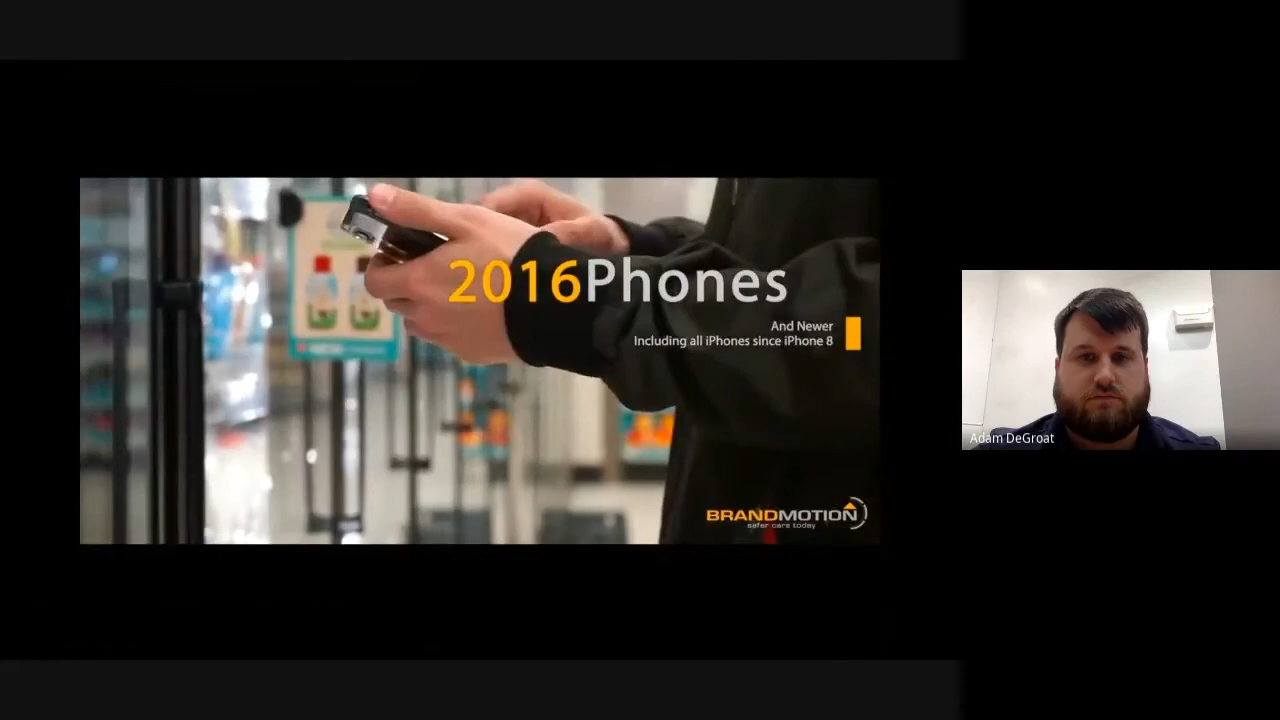 2016Phones
And Newer
Including all iPhones since iPhone 8
BRANDMOTION
safer cars today
Adam DeGroat